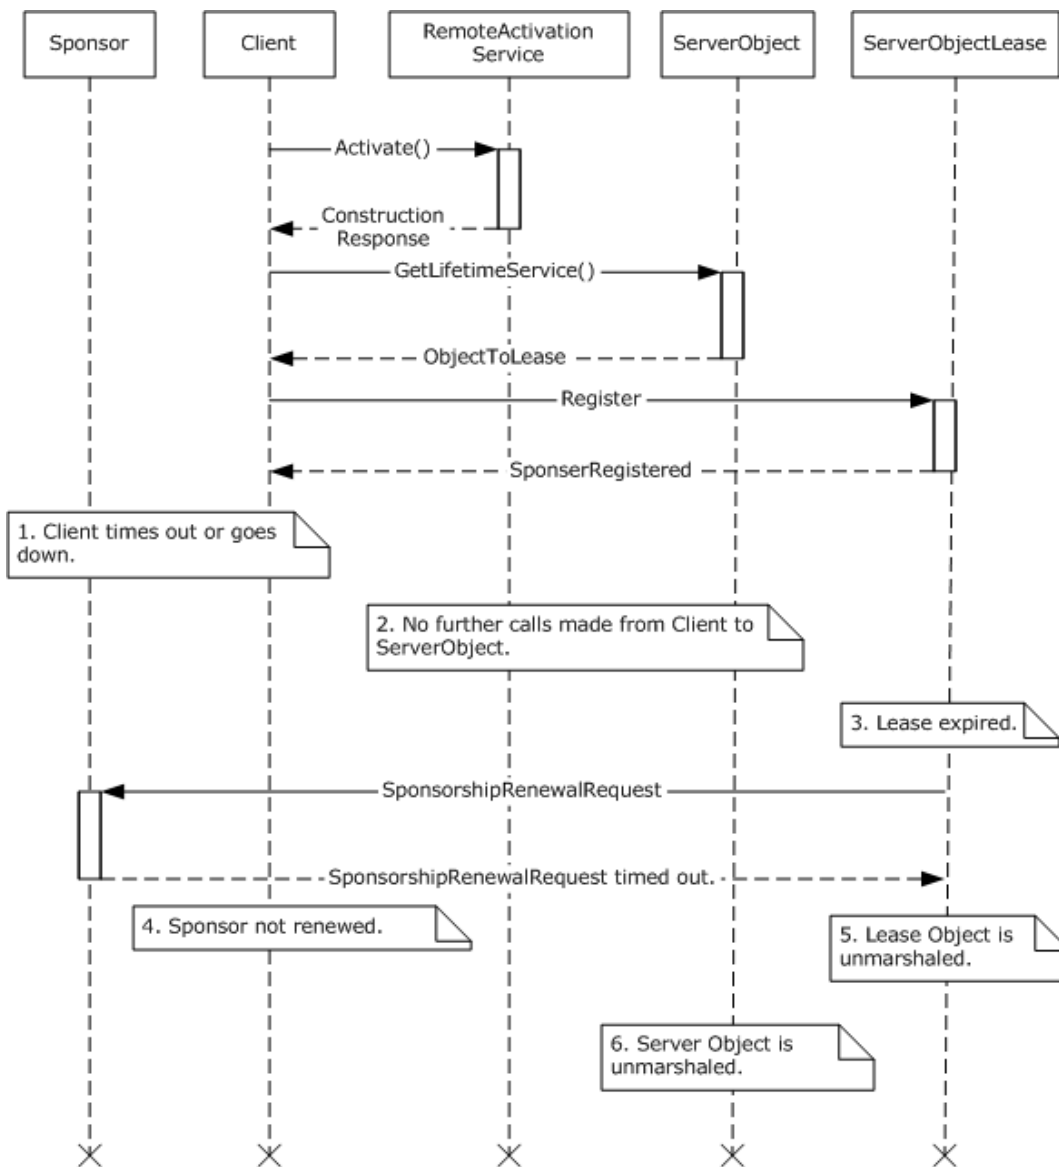 Sponsor
Client
RemoteActivation
Service
ServerObject
ServerObjectLease
Activate()
Construction
Response
GetLifetimeService()
ObjectToLease
Register
SponserRegistered
1. Client times out or goes
down.
2. No further calls made from Client to
ServerObject.
3. Lease expired.
SponsorshipRenewalRequest
SponsorshipRenewalRequest timed out.
4. Sponsor not renewed.
5. Lease Object is
unmarshaled.
6. Server Object is
unmarshaled.